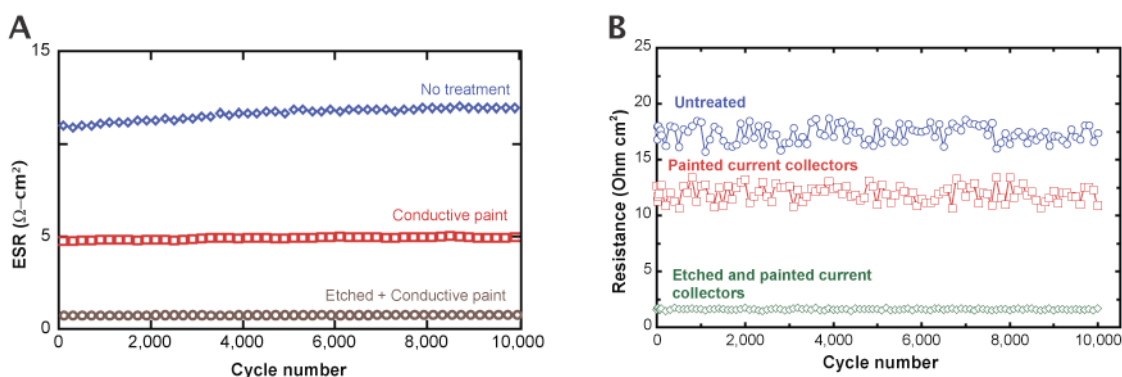 A
15
10
5
0
ESR (Ω–cm²)
No treatment
Conductive paint
Etched + Conductive paint
0 2,000 4,000 6,000 8,000 10,000
Cycle number
B
25
20
15
10
5
0
Resistance (Ohm cm²)
Untreated
Painted current collectors
Etched and painted current
collectors
0 2,000 4,000 6,000 8,000 10,000
Cycle number